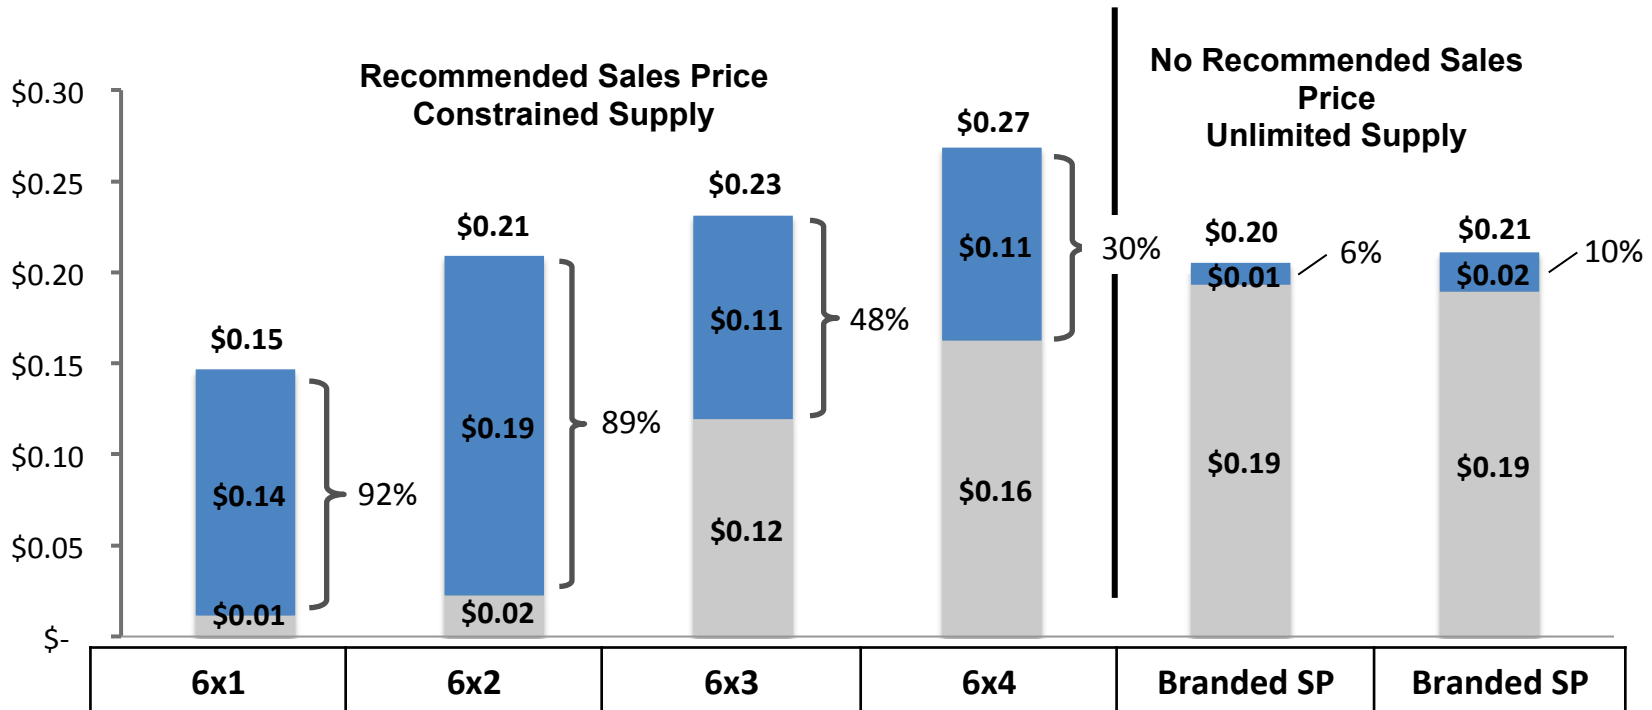 Recommended Sales Price
Constrained Supply
No Recommended Sales
Price
Unlimited Supply
$0.30
$0.25
$0.20
$0.15
$0.10
$0.05
$-
$0.15
$0.14
$0.01
92%
$0.21
$0.19
$0.02
89%
$0.23
$0.11
$0.12
48%
$0.27
$0.11
$0.16
30%
$0.20
$0.01
$0.19
6%
$0.21
$0.02
$0.19
10%
6x1
6x2
6x3
6x4
Branded SP
Branded SP